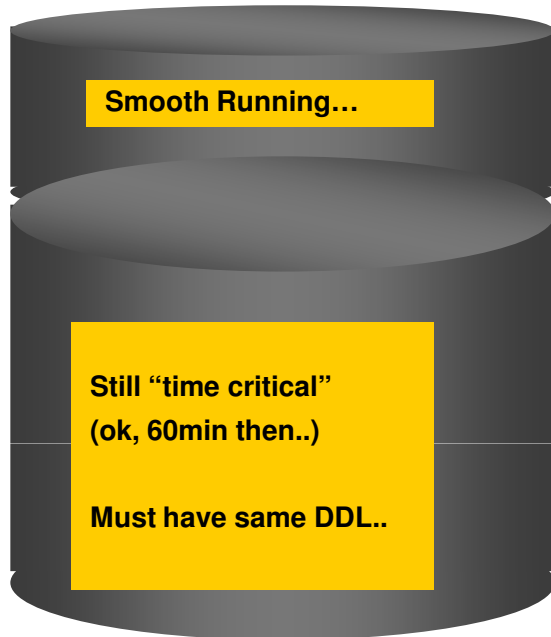 Smooth Running…
Still “time critical”
(ok, 60min then..)
Must have same DDL..